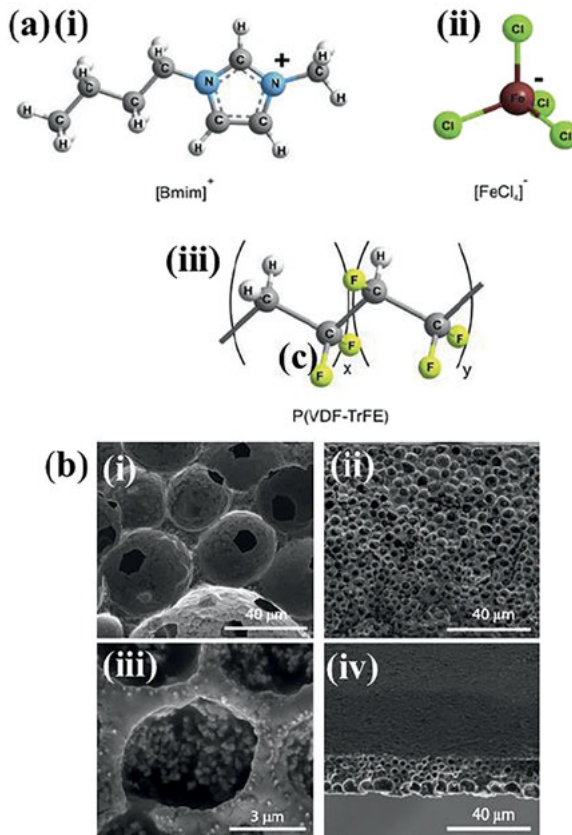 (a) (i)
(ii)
H
H
C
H
H
C
H
H
C
H
H
C
H
H
N
C
H
N
+
C
H
H
H
C
C
H
H
[Bmim]⁺
Cl
-
Fe
Cl
Cl
Cl
[FeCl₄]⁻
(iii)
H
H
C
C
F
F
x
H
F
C
C
F
F
y
(c)
P(VDF-TrFE)
(b) (i)
40 µm
(ii)
40 µm
(iii)
3 µm
(iv)
40 µm